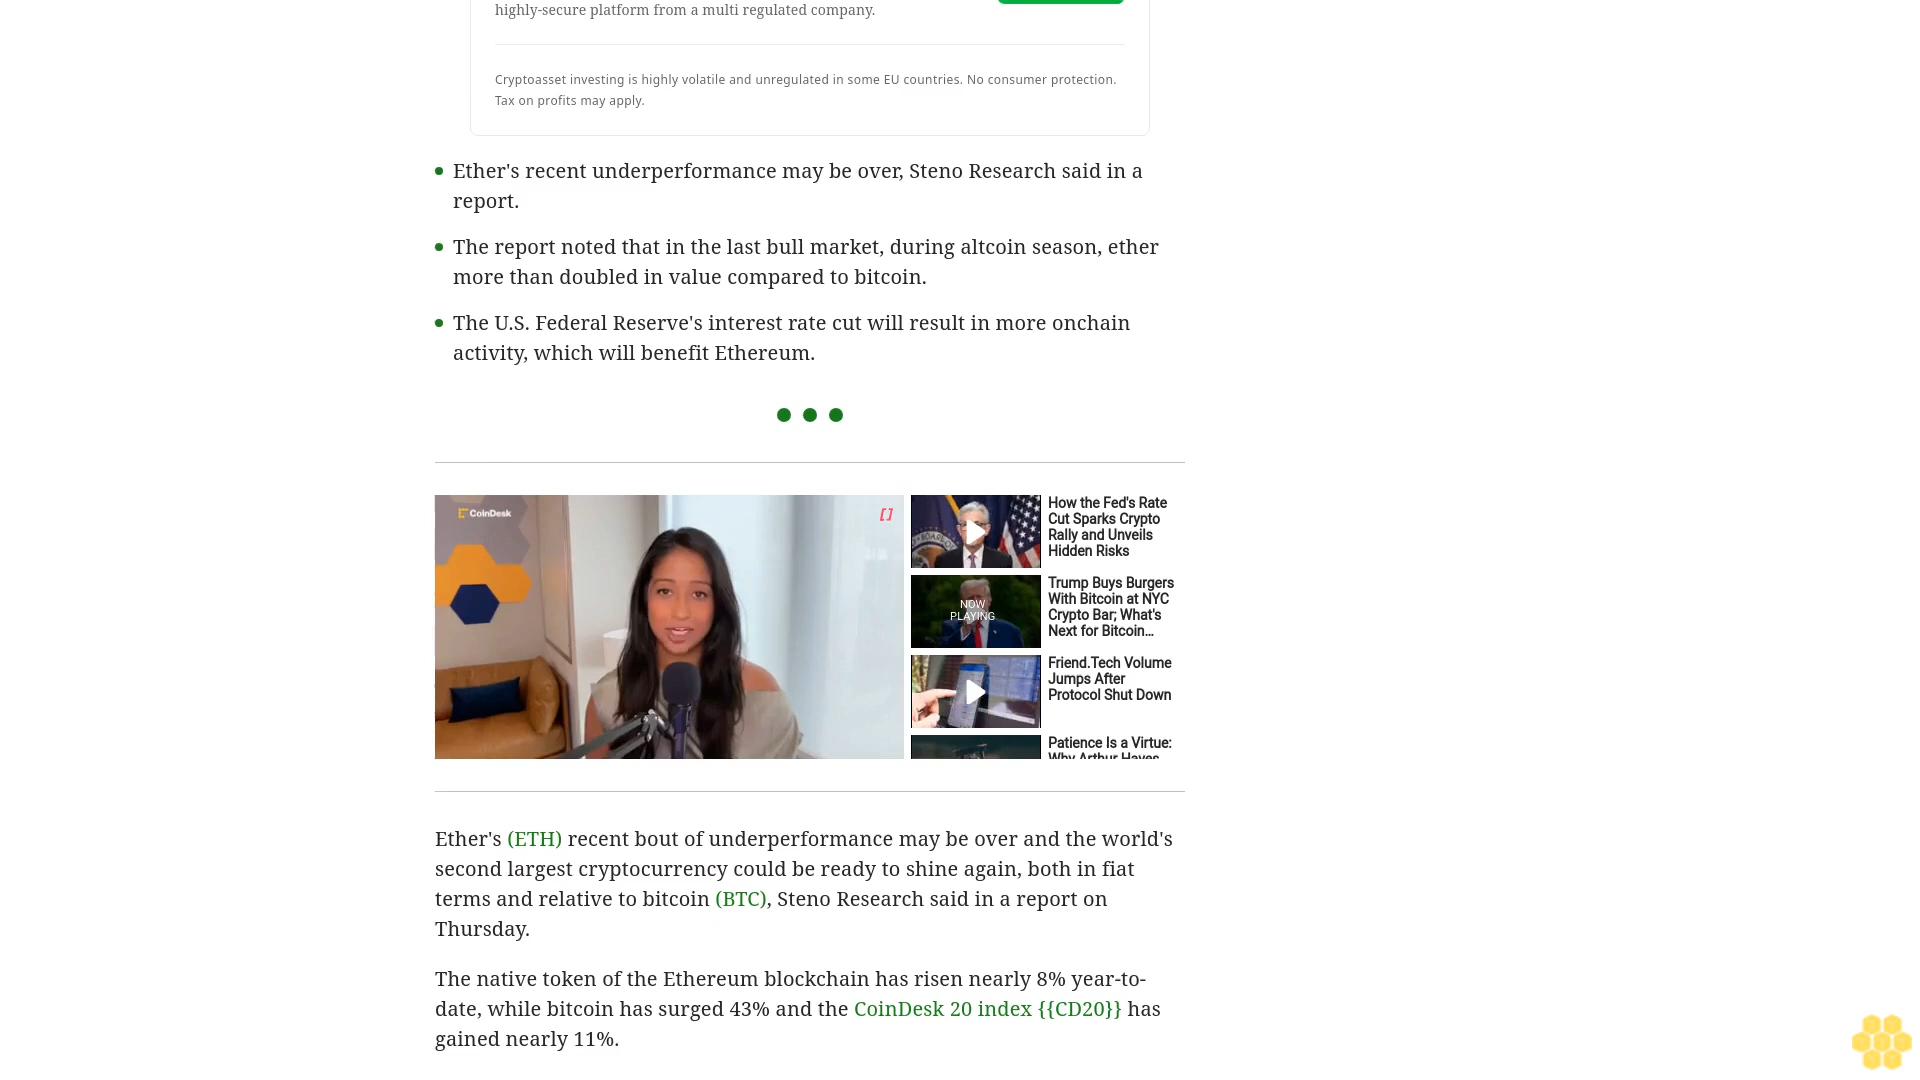 highly-secure platform from a multi regulated company.
Cryptoasset investing is highly volatile and unregulated in some EU countries. No consumer protection.
Tax on profits may apply.
Ether's recent underperformance may be over, Steno Research said in a
report.
The report noted that in the last bull market, during altcoin season, ether
more than doubled in value compared to bitcoin.
The U.S. Federal Reserve's interest rate cut will result in more onchain
activity, which will benefit Ethereum.
CoinDesk
[ ]
How the Fed's Rate
Cut Sparks Crypto
Rally and Unveils
Hidden Risks
NOW
PLAYING
Trump Buys Burgers
With Bitcoin at NYC
Crypto Bar; What's
Next for Bitcoin...
Friend.Tech Volume
Jumps After
Protocol Shut Down
Patience Is a Virtue:
Why Arthur Hayes
Ether's (ETH) recent bout of underperformance may be over and the world's
second largest cryptocurrency could be ready to shine again, both in fiat
terms and relative to bitcoin (BTC), Steno Research said in a report on
Thursday.
The native token of the Ethereum blockchain has risen nearly 8% year-to-
date, while bitcoin has surged 43% and the CoinDesk 20 index {{CD20}} has
gained nearly 11%.